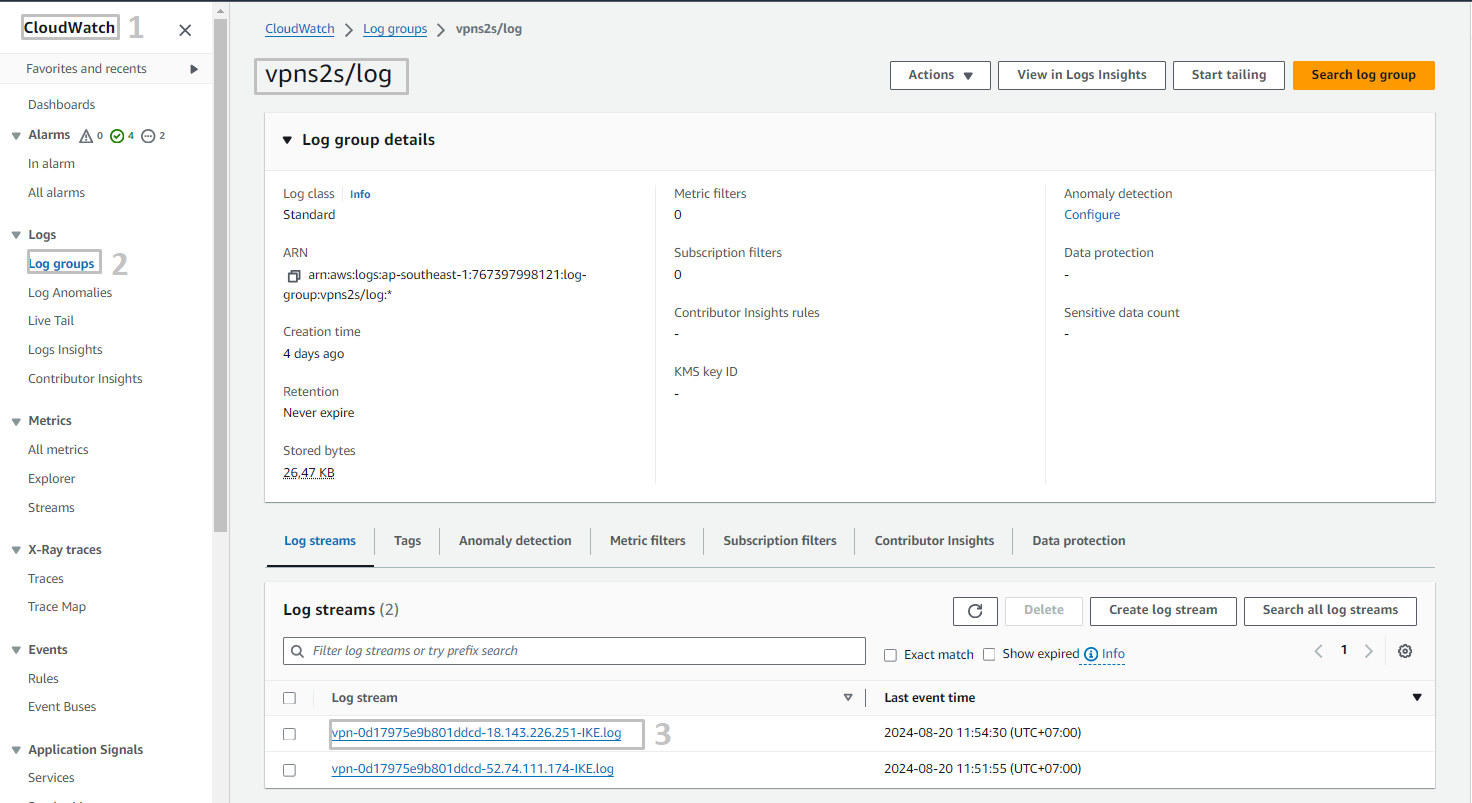 CloudWatch 1
Favorites and recents
Dashboards
Alarms 0 4 2
In alarm
All alarms
Logs
Log groups 2
Log Anomalies
Live Tail
Logs Insights
Contributor Insights
Metrics
All metrics
Explorer
Streams
X-Ray traces
Traces
Trace Map
Events
Rules
Event Buses
Application Signals
Services
CloudWatch > Log groups > vpns2s/log
vpns2s/log
Actions View in Logs Insights Start tailing Search log group
Log group details
Log class Info
Standard
ARN
arn:aws:logs:ap-southeast-1:767397998121:log-
group:vpns2s/log:*
Creation time
4 days ago
Retention
Never expire
Stored bytes
26,47 KB
Metric filters
0
Subscription filters
0
Contributor Insights rules
-
KMS key ID
-
Anomaly detection
Configure
Data protection
-
Sensitive data count
-
Log streams Tags Anomaly detection Metric filters Subscription filters Contributor Insights Data protection
Log streams (2)
Delete Create log stream Search all log streams
Filter log streams or try prefix search Exact match Show expired Info 1
Log stream Last event time
vpn-0d17975e9b801ddcd-18.143.226.251-IKE.log 3 2024-08-20 11:54:30 (UTC+07:00)
vpn-0d17975e9b801ddcd-52.74.111.174-IKE.log 2024-08-20 11:51:55 (UTC+07:00)